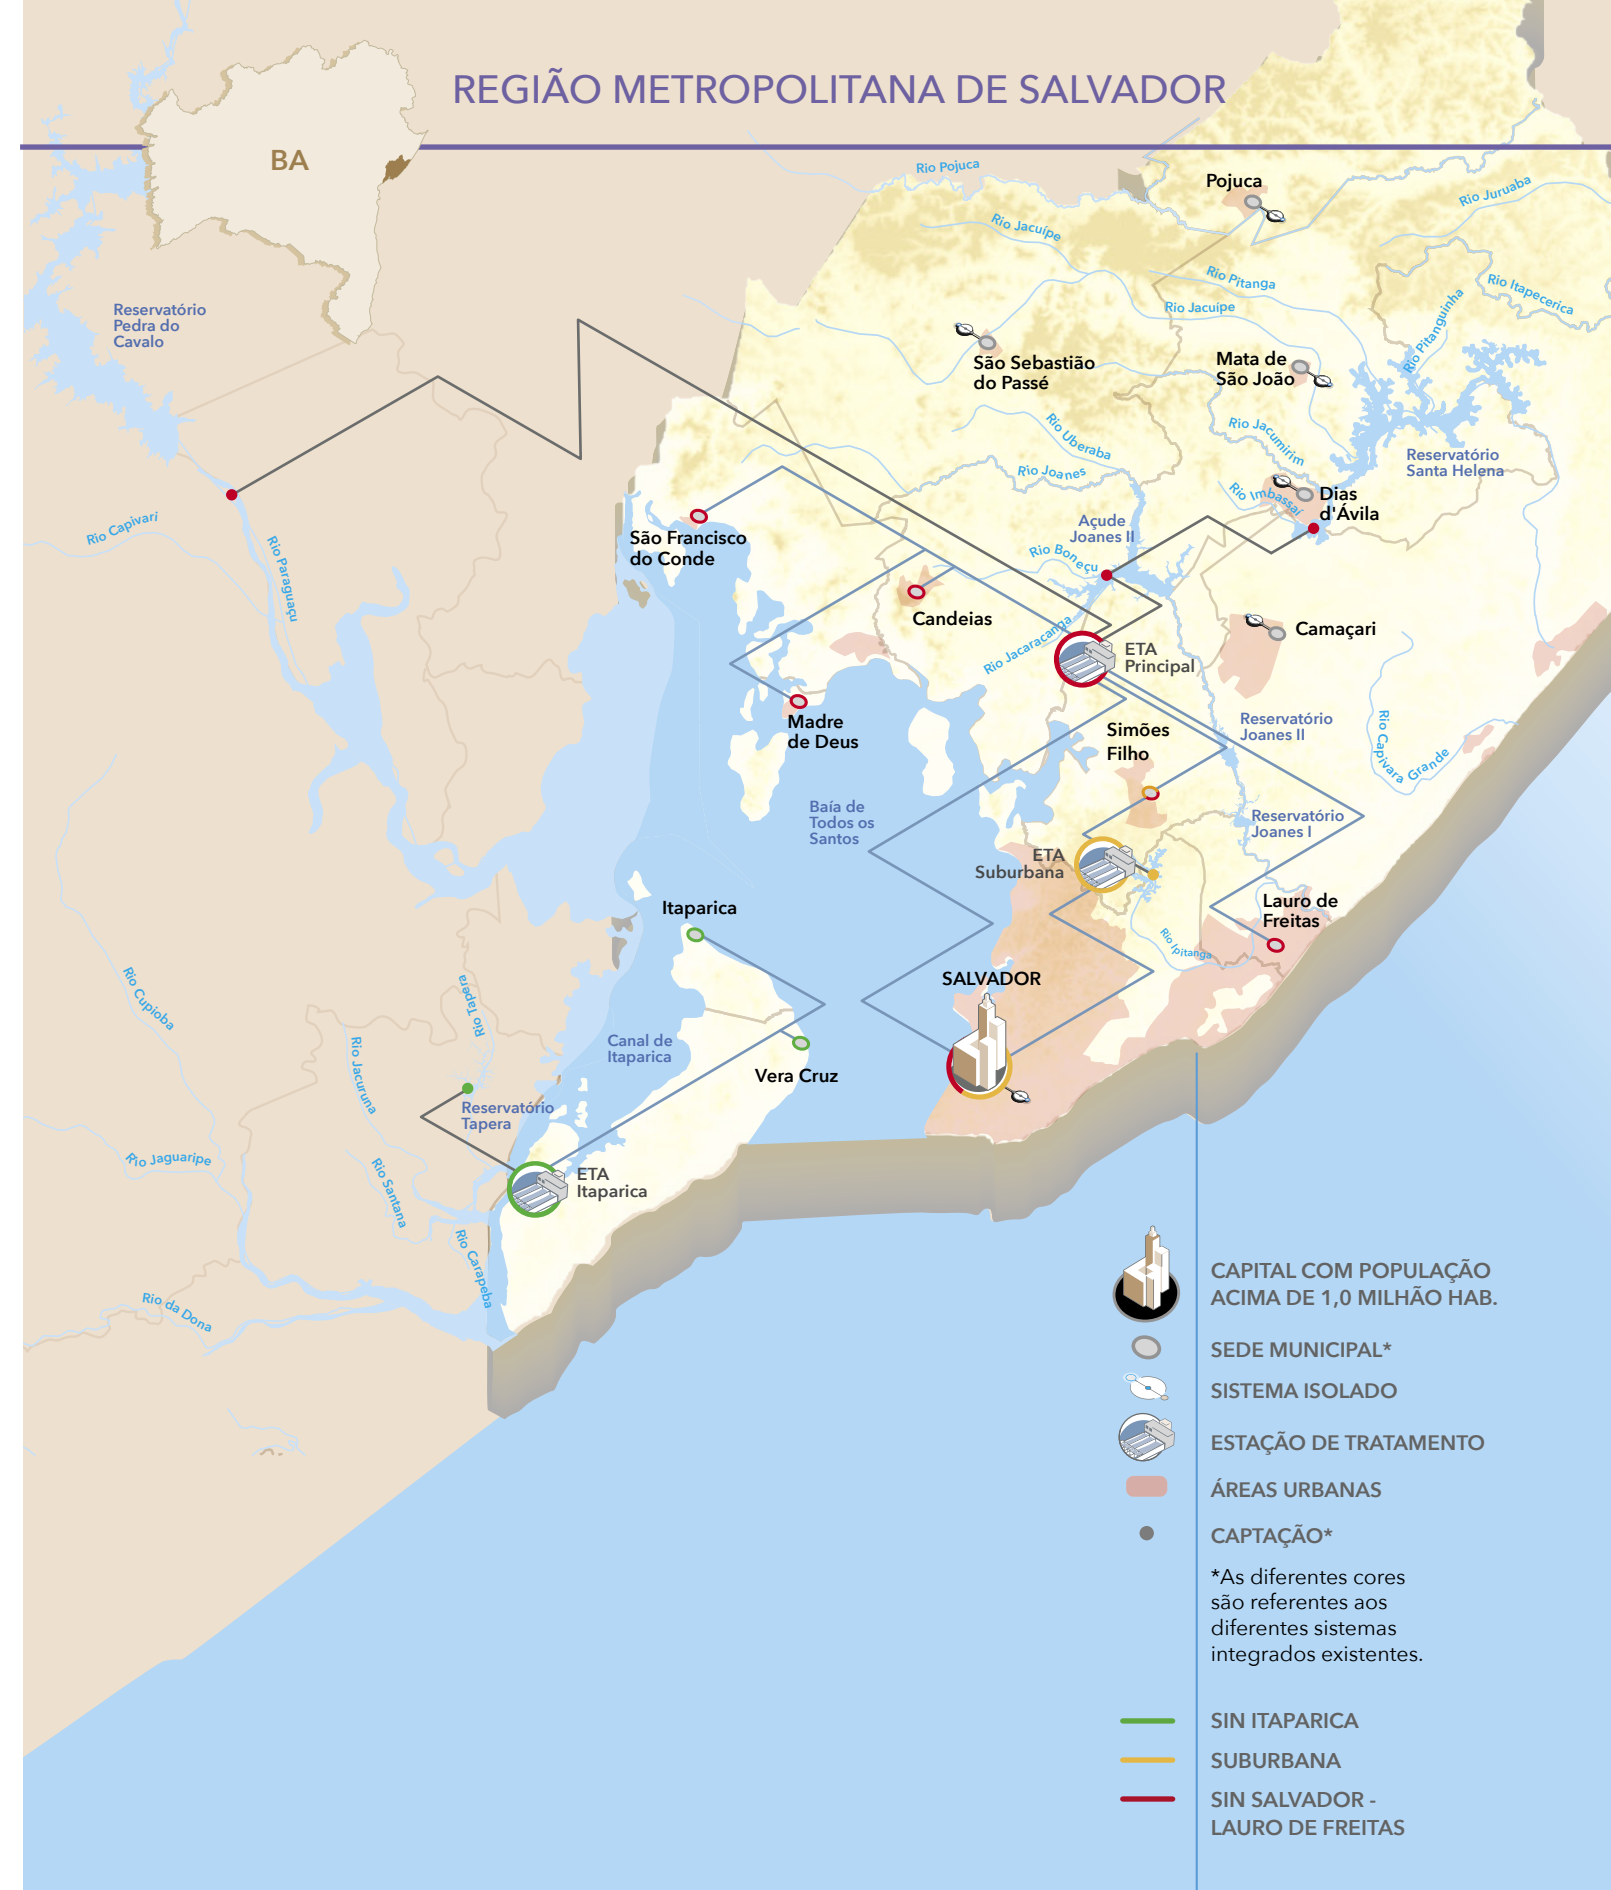 REGIÃO METROPOLITANA DE SALVADOR
BA
Rio Pojuca
Pojuca
Rio Juruaba
Rio Jacuípe
Rio Pitanga
Rio Itapecerica
Rio Jacuípe
Rio Pitanguinha
Reservatório
Pedra do
Cavalo
São Sebastião
do Passé
Mata de
São João
Rio Uberaba
Rio Jacumirim
Reservatório
Santa Helena
Rio Joanes
Rio Imbassaí
Dias
d'Ávila
Açude
Joanes II
Rio Capivari
São Francisco
do Conde
Rio Boneçu
Rio Paraguaçu
Candeias
Camaçari
Rio Jacaracanga
ETA
Principal
Madre
de Deus
Simões
Filho
Reservatório
Joanes II
Rio Capivara Grande
Baía de
Todos os
Santos
Reservatório
Joanes I
ETA
Suburbana
Itaparica
Lauro de
Freitas
Rio Ipitanga
Rio Cupioba
Rio Tapera
SALVADOR
Canal de
Itaparica
Rio Jacuruna
Vera Cruz
Reservatório
Tapera
Rio Jaguaripe
Rio Santana
ETA
Itaparica
Rio Carapeba
Rio da Dona
CAPITAL COM POPULAÇÃO
ACIMA DE 1,0 MILHÃO HAB.
SEDE MUNICIPAL*
SISTEMA ISOLADO
ESTAÇÃO DE TRATAMENTO
ÁREAS URBANAS
CAPTAÇÃO*
*As diferentes cores
são referentes aos
diferentes sistemas
integrados existentes.
SIN ITAPARICA
SUBURBANA
SIN SALVADOR -
LAURO DE FREITAS